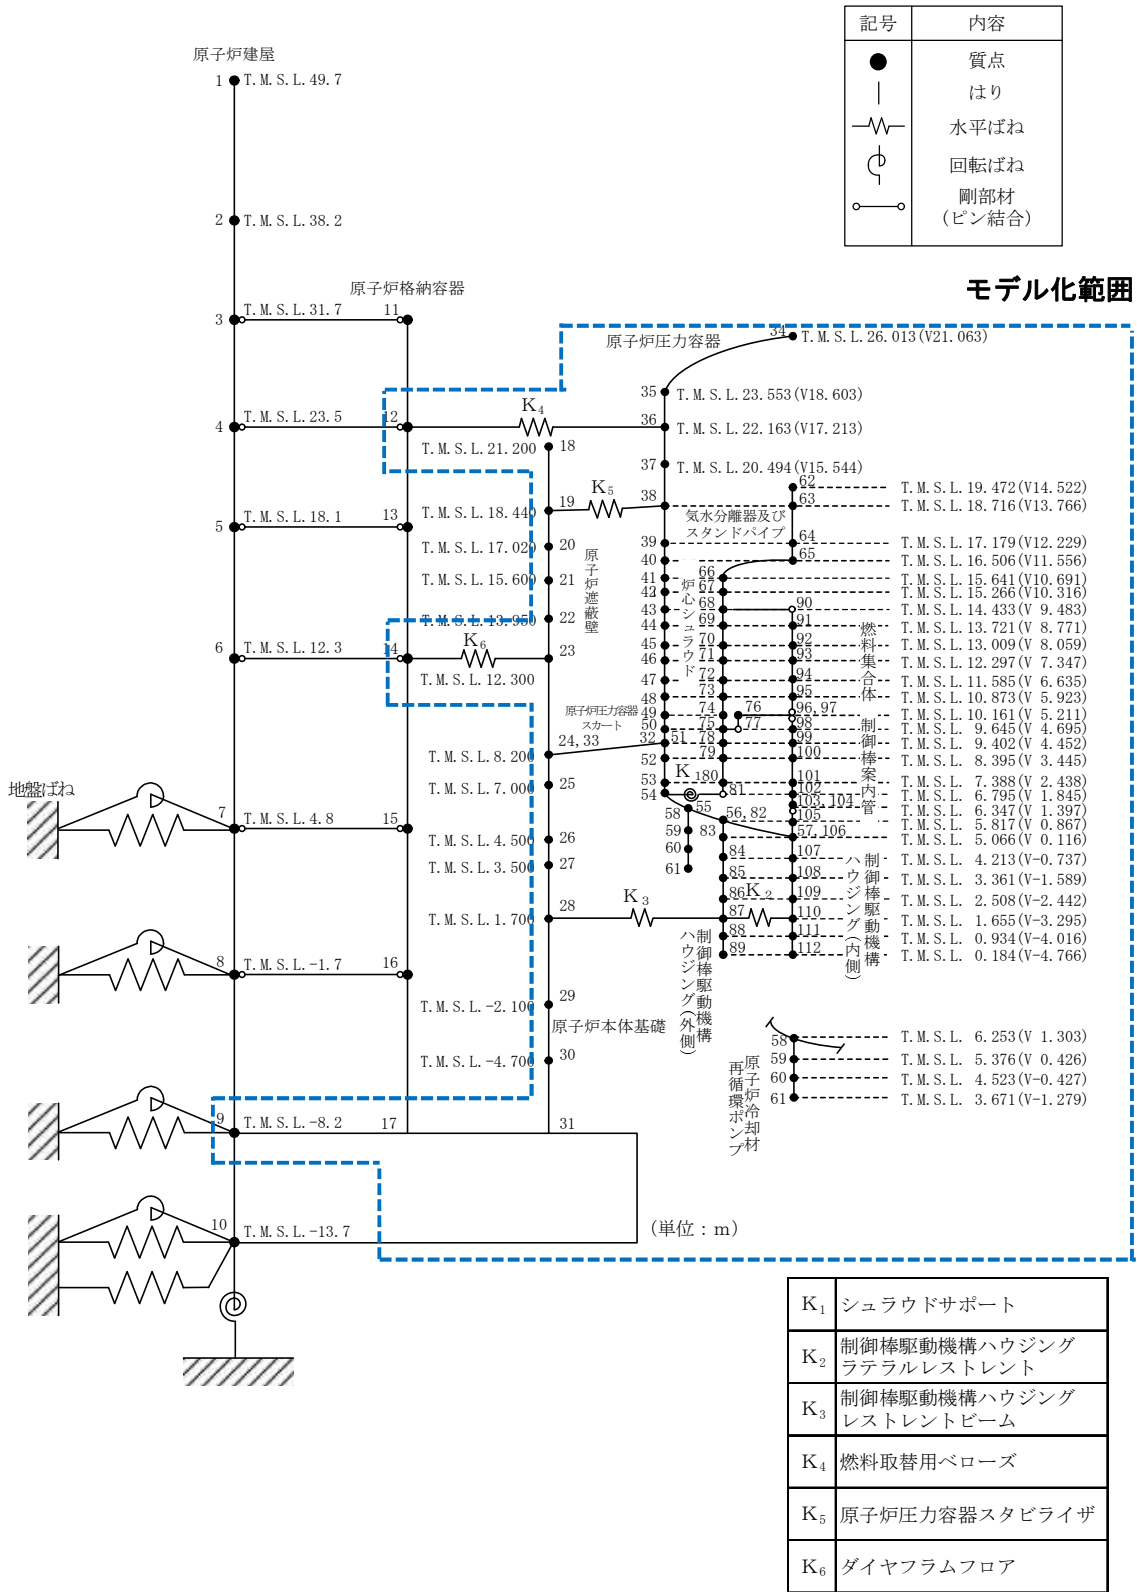 記号 内容
質点
はり
水平ばね
回転ばね
剛部材
(ピン結合)
モデル化範囲
原子炉建屋
1 T.M.S.L.49.7
2 T.M.S.L.38.2
3 T.M.S.L.31.7
4 T.M.S.L.23.5
5 T.M.S.L.18.1
6 T.M.S.L.12.3
7 T.M.S.L.4.8
8 T.M.S.L.-1.7
9 T.M.S.L.-8.2
10 T.M.S.L.-13.7
地盤ばね
原子炉格納容器
11
12
13
14
15
16
17
K4
K5
K6
K3
K2
K1
T.M.S.L.21.200 18
T.M.S.L.18.440 19
T.M.S.L.17.020 20
T.M.S.L.15.600 21
T.M.S.L.13.950 22
T.M.S.L.12.300 23
T.M.S.L.8.200 24,33
T.M.S.L.7.000 25
T.M.S.L.4.500 26
T.M.S.L.3.500 27
T.M.S.L.1.700 28
T.M.S.L.-2.100 29
T.M.S.L.-4.700 30
31
原子炉遮蔽壁
原子炉本体基礎
原子炉圧力容器
スカート
原子炉圧力容器
34 T.M.S.L.26.013(V21.063)
35 T.M.S.L.23.553(V18.603)
36 T.M.S.L.22.163(V17.213)
37 T.M.S.L.20.494(V15.544)
38
39
40
41
42
43
44
45
46
47
48
49
50
32 51
52
53
54
55
56,82
57,106
58
59
60
61
気水分離器及び
スタンドパイプ
62 T.M.S.L.19.472(V14.522)
63 T.M.S.L.18.716(V13.766)
64 T.M.S.L.17.179(V12.229)
65 T.M.S.L.16.506(V11.556)
66 T.M.S.L.15.641(V10.691)
67 T.M.S.L.15.266(V10.316)
68 90 T.M.S.L.14.433(V 9.483)
69 91 T.M.S.L.13.721(V 8.771)
70 92 T.M.S.L.13.009(V 8.059)
71 93 T.M.S.L.12.297(V 7.347)
72 94 T.M.S.L.11.585(V 6.635)
73 95 T.M.S.L.10.873(V 5.923)
74 76 96,97 T.M.S.L.10.161(V 5.211)
75 77 98 T.M.S.L. 9.645(V 4.695)
78 99 T.M.S.L. 9.402(V 4.452)
79 100 T.M.S.L. 8.395(V 3.445)
80 101 T.M.S.L. 7.388(V 2.438)
81 102 T.M.S.L. 6.795(V 1.845)
103,104 T.M.S.L. 6.347(V 1.397)
105 T.M.S.L. 5.817(V 0.867)
83 T.M.S.L. 5.066(V 0.116)
84 107 T.M.S.L. 4.213(V-0.737)
85 108 T.M.S.L. 3.361(V-1.589)
86 109 T.M.S.L. 2.508(V-2.442)
87 110 T.M.S.L. 1.655(V-3.295)
88 111 T.M.S.L. 0.934(V-4.016)
89 112 T.M.S.L. 0.184(V-4.766)
炉心シュラウド
燃料集合体
制御棒案内管
制御棒駆動機構
ハウジング(内側)
制御棒駆動機構
ハウジング(外側)
58 T.M.S.L. 6.253(V 1.303)
59 T.M.S.L. 5.376(V 0.426)
60 T.M.S.L. 4.523(V-0.427)
61 T.M.S.L. 3.671(V-1.279)
原子炉冷却材
再循環ポンプ
(単位:m)
K1 シュラウドサポート
K2 制御棒駆動機構ハウジング
ラテラルレストレント
K3 制御棒駆動機構ハウジング
レストレントビーム
K4 燃料取替用ベローズ
K5 原子炉圧力容器スタビライザ
K6 ダイヤフラムフロア